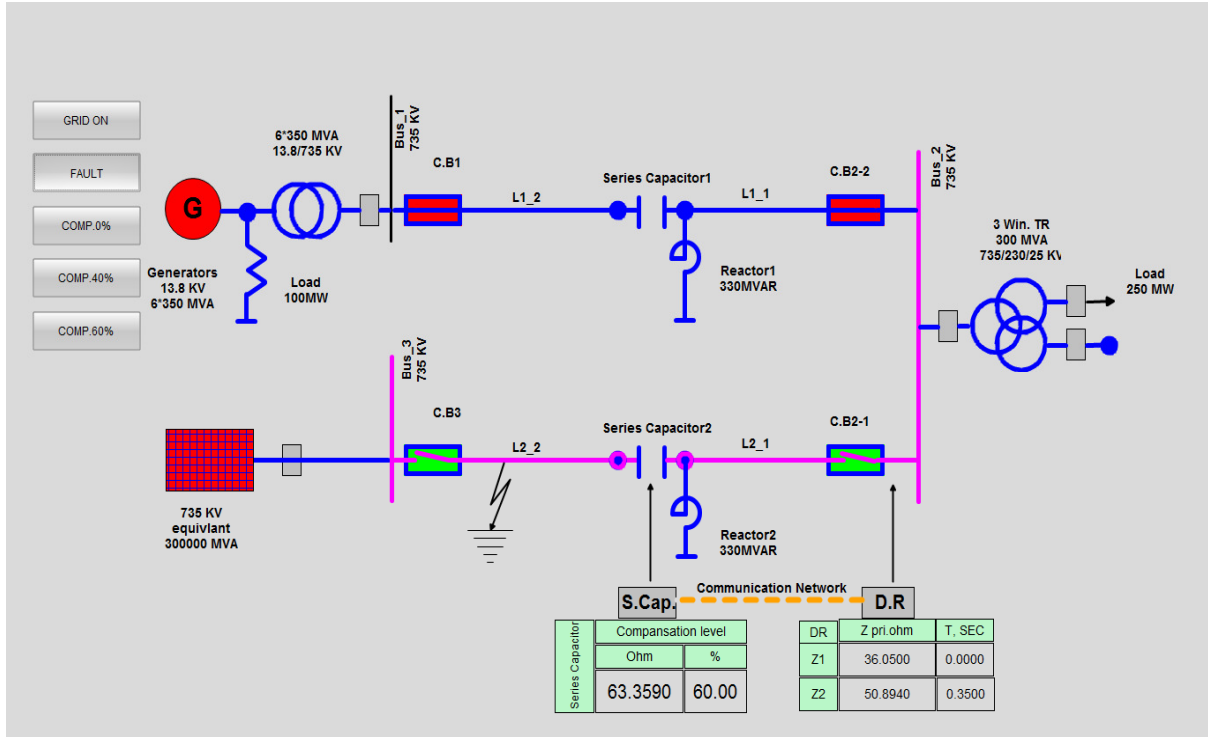 GRID ON
FAULT
COMP.0%
COMP.40%
COMP.60%
6*350 MVA
13.8/735 KV
G
Generators
13.8 KV
6*350 MVA
Load
100MW
Bus_1
735 KV
C.B1
L1_2
Series Capacitor1
L1_1
C.B2-2
Reactor1
330MVAR
Bus_2
735 KV
3 Win. TR
300 MVA
735/230/25 KV
Load
250 MW
Bus_3
735 KV
C.B3
L2_2
Series Capacitor2
L2_1
C.B2-1
735 KV
equivlant
300000 MVA
Reactor2
330MVAR
S.Cap.
Communication Network
D.R
Series Capacitor
Compansation level
Ohm %
63.3590 60.00
DR Z pri.ohm T, SEC
Z1 36.0500 0.0000
Z2 50.8940 0.3500